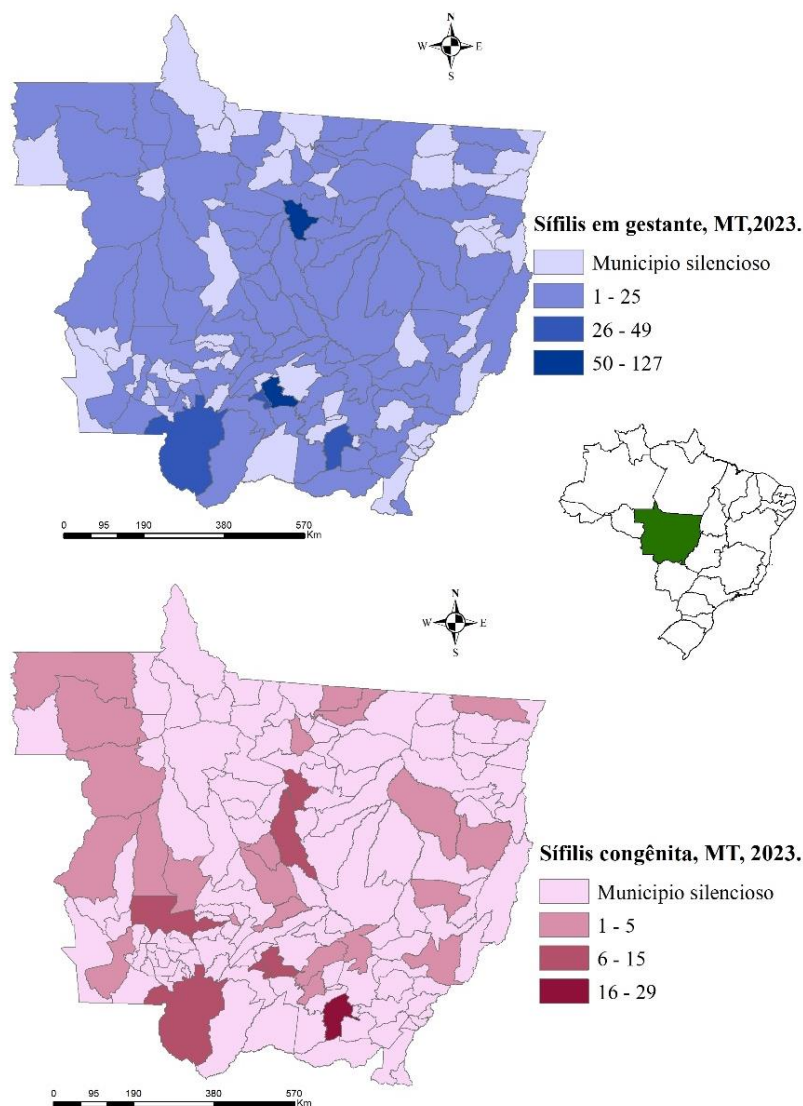 N
W E
S
Sífilis em gestante, MT,2023.
Municipio silencioso
1 - 25
26 - 49
50 - 127
0 95 190 380 570
Km
N
W E
S
Sífilis congênita, MT, 2023.
Municipio silencioso
1 - 5
6 - 15
16 - 29
0 95 190 380 570
Km